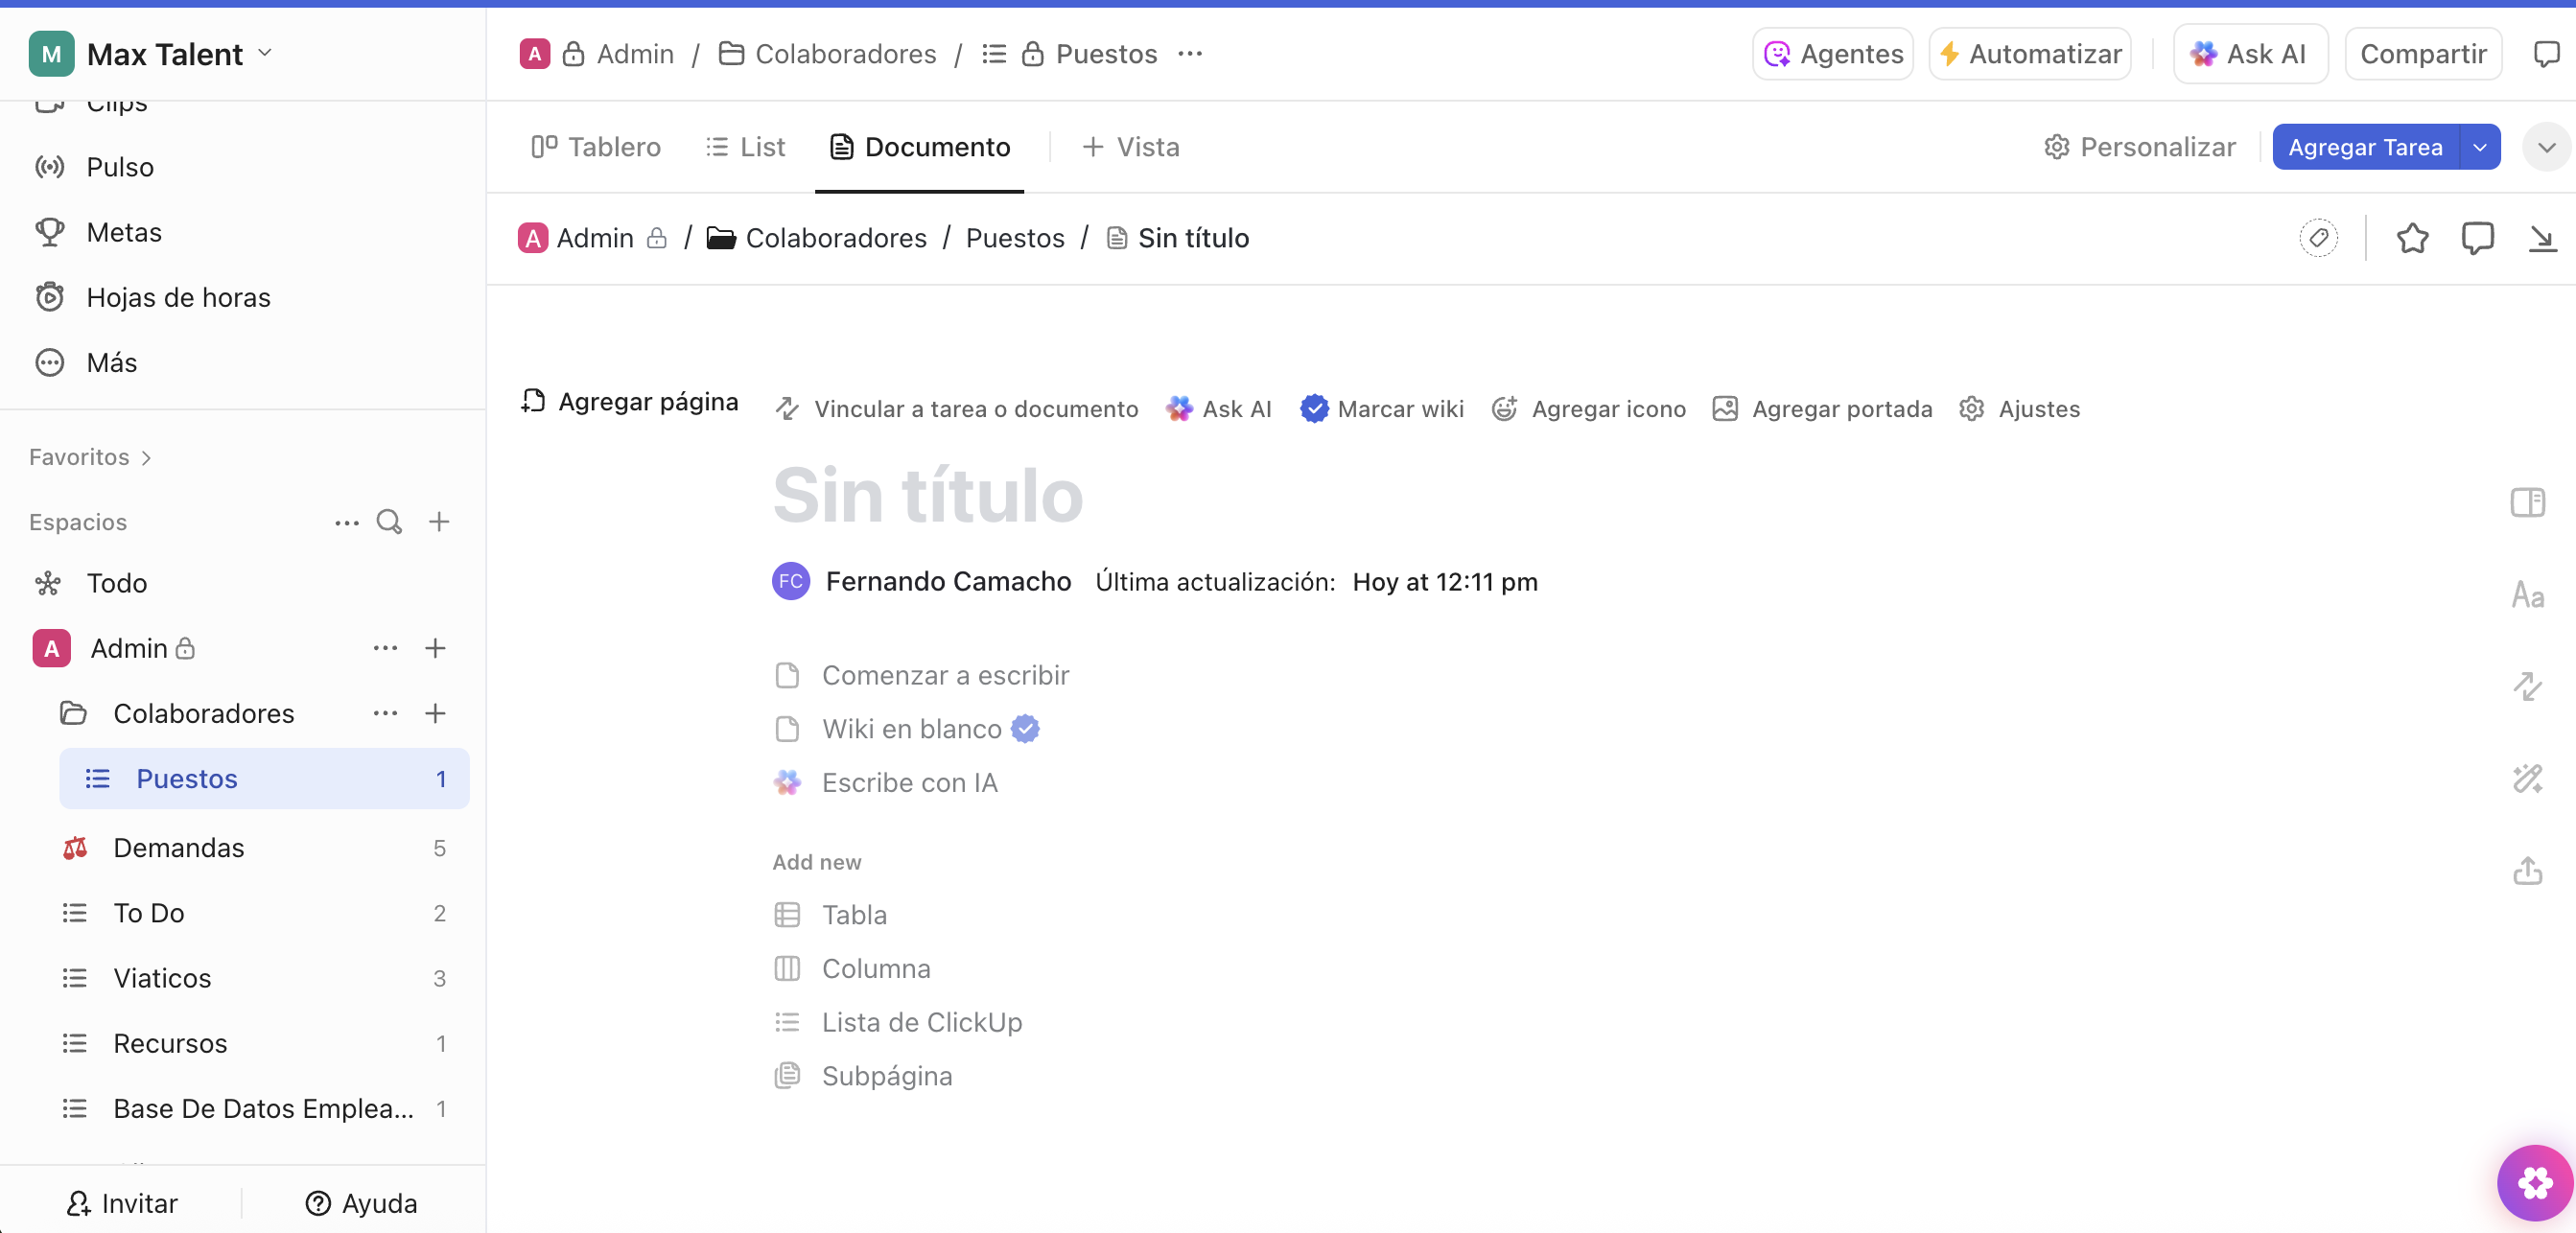 M Max Talent
Clips
Pulso
Metas
Hojas de horas
Más
Favoritos
Espacios
Todo
A Admin
Colaboradores
Puestos 1
Demandas 5
To Do 2
Viaticos 3
Recursos 1
Base De Datos Emplea... 1
Invitar
Ayuda
A Admin / Colaboradores / Puestos
Agentes
Automatizar
Ask AI
Compartir
Tablero
List
Documento
Vista
Personalizar
Agregar Tarea
A Admin / Colaboradores / Puestos / Sin título
Agregar página
Vincular a tarea o documento
Ask AI
Marcar wiki
Agregar icono
Agregar portada
Ajustes
Sin título
FC Fernando Camacho Última actualización: Hoy at 12:11 pm
Comenzar a escribir
Wiki en blanco
Escribe con IA
Add new
Tabla
Columna
Lista de ClickUp
Subpágina
Aa